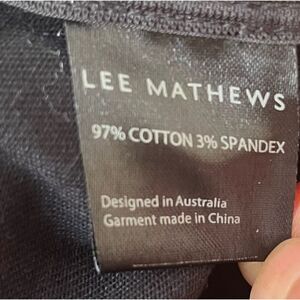 LEE MATHEWS
97% COTTON 3% SPANDEX
Designed in Australia
Garment made in China